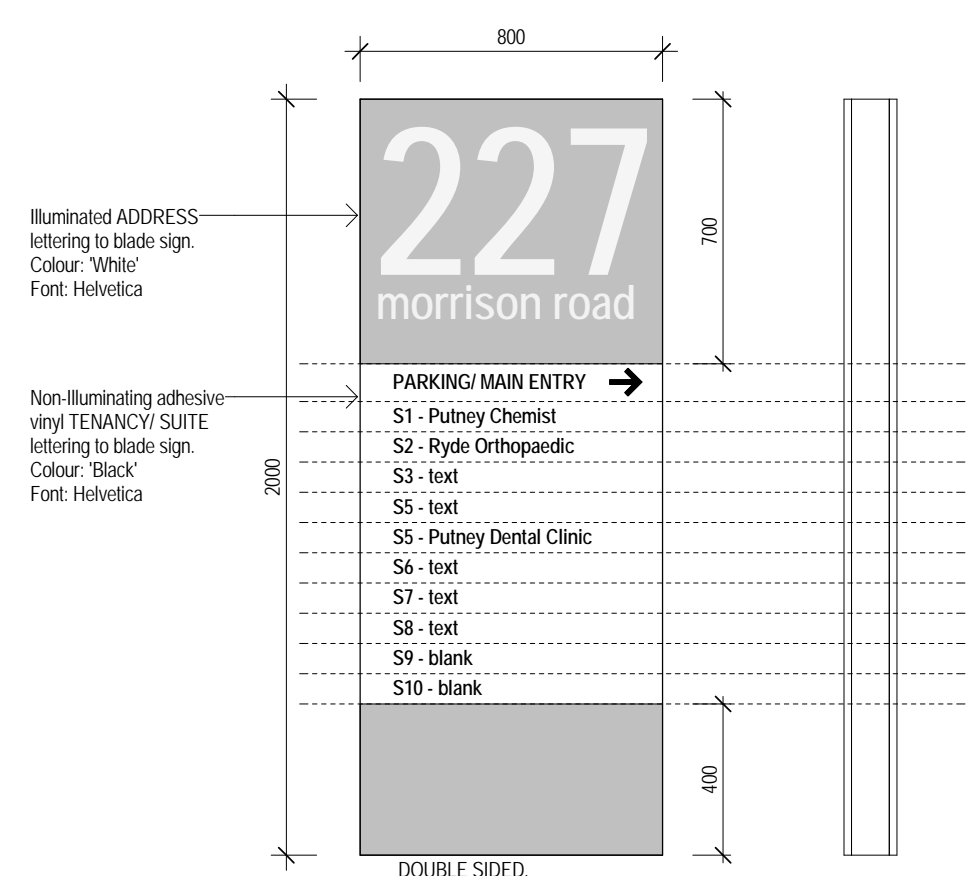 800
227
morrison road
700
Illuminated ADDRESS
lettering to blade sign.
Colour: 'White'
Font: Helvetica
Non-Illuminating adhesive
vinyl TENANCY/ SUITE
lettering to blade sign.
Colour: 'Black'
Font: Helvetica
2000
PARKING/ MAIN ENTRY
S1 - Putney Chemist
S2 - Ryde Orthopaedic
S3 - text
S5 - text
S5 - Putney Dental Clinic
S6 - text
S7 - text
S8 - text
S9 - blank
S10 - blank
400
DOUBLE SIDED.